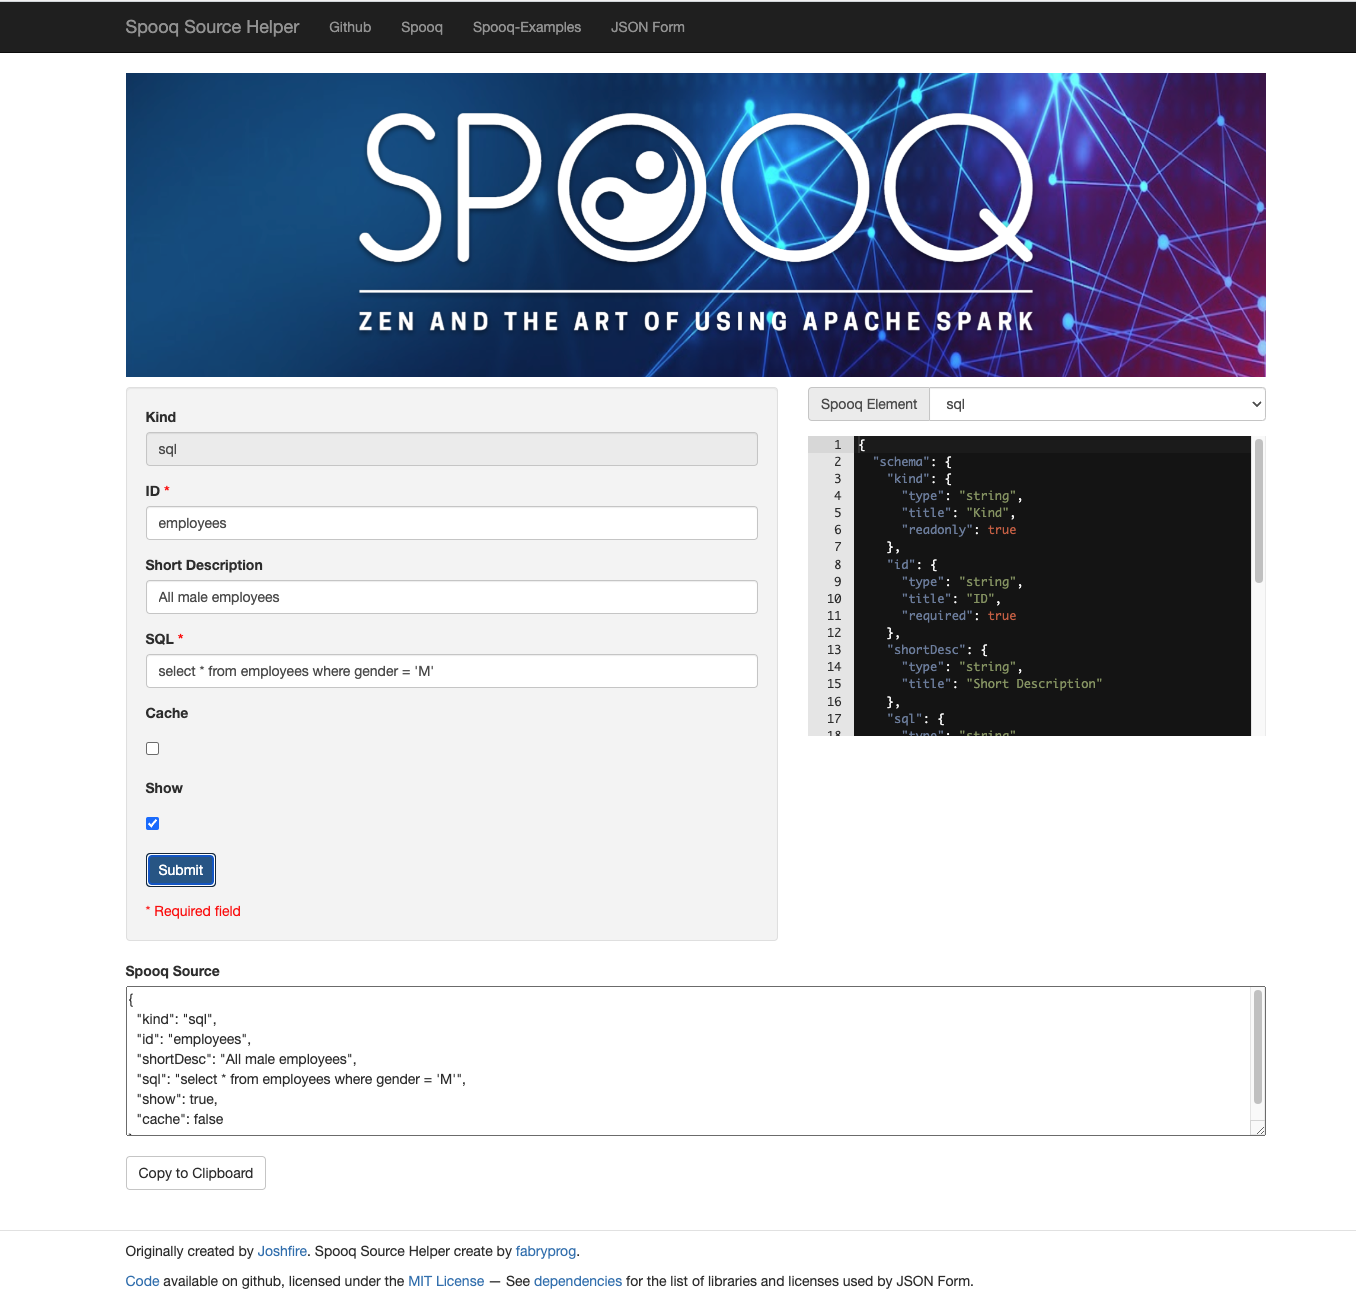 Spooq Source Helper Github Spooq Spooq-Examples JSON Form
SPOOQ
ZEN AND THE ART OF USING APACHE SPARK
Kind
sql
ID *
employees
Short Description
All male employees
SQL *
select * from employees where gender = 'M'
Cache
Show
Submit
* Required field
Spooq Element sql
1 {
2 "schema": {
3 "kind": {
4 "type": "string",
5 "title": "Kind",
6 "readonly": true
7 },
8 "id": {
9 "type": "string",
10 "title": "ID",
11 "required": true
12 },
13 "shortDesc": {
14 "type": "string",
15 "title": "Short Description"
16 },
17 "sql": {
18 "type": "string"
Spooq Source
{
"kind": "sql",
"id": "employees",
"shortDesc": "All male employees",
"sql": "select * from employees where gender = 'M'",
"show": true,
"cache": false
Copy to Clipboard
Originally created by Joshfire. Spooq Source Helper create by fabryprog.
Code available on github, licensed under the MIT License — See dependencies for the list of libraries and licenses used by JSON Form.